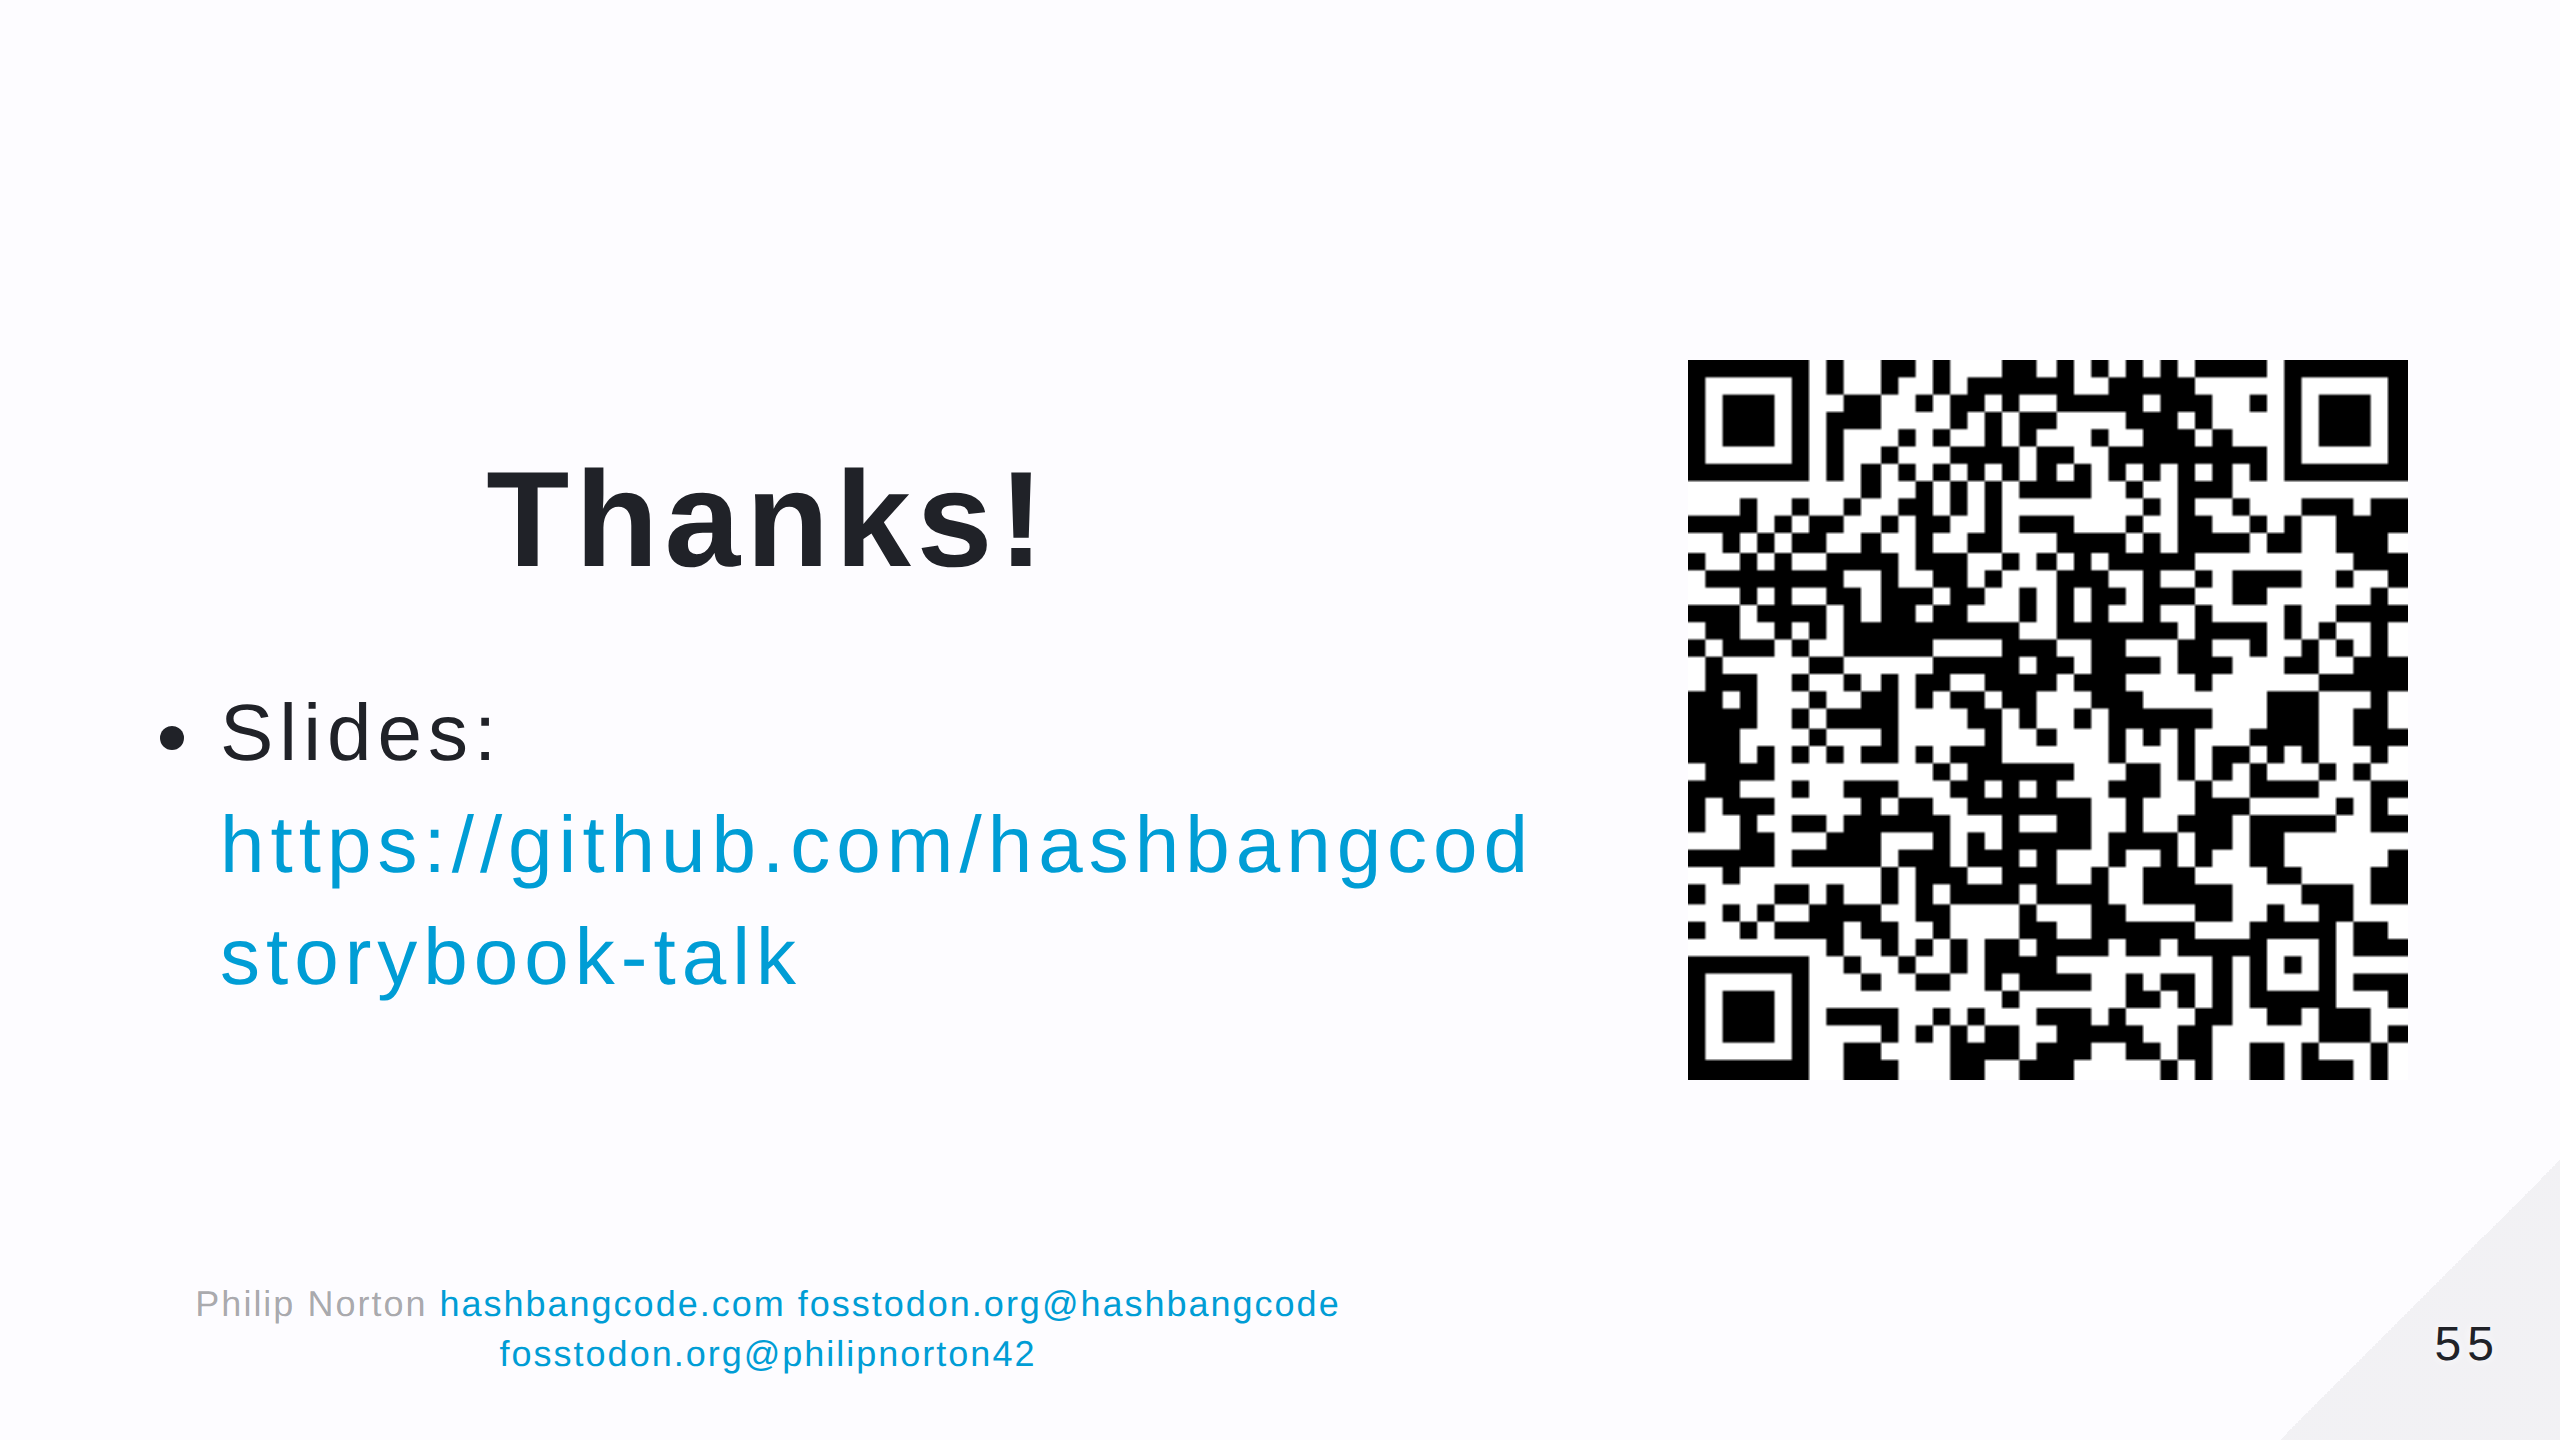 Thanks!
• Slides:
https://github.com/hashbangcod
storybook-talk
Philip Norton hashbangcode.com fosstodon.org@hashbangcode
fosstodon.org@philipnorton42
55